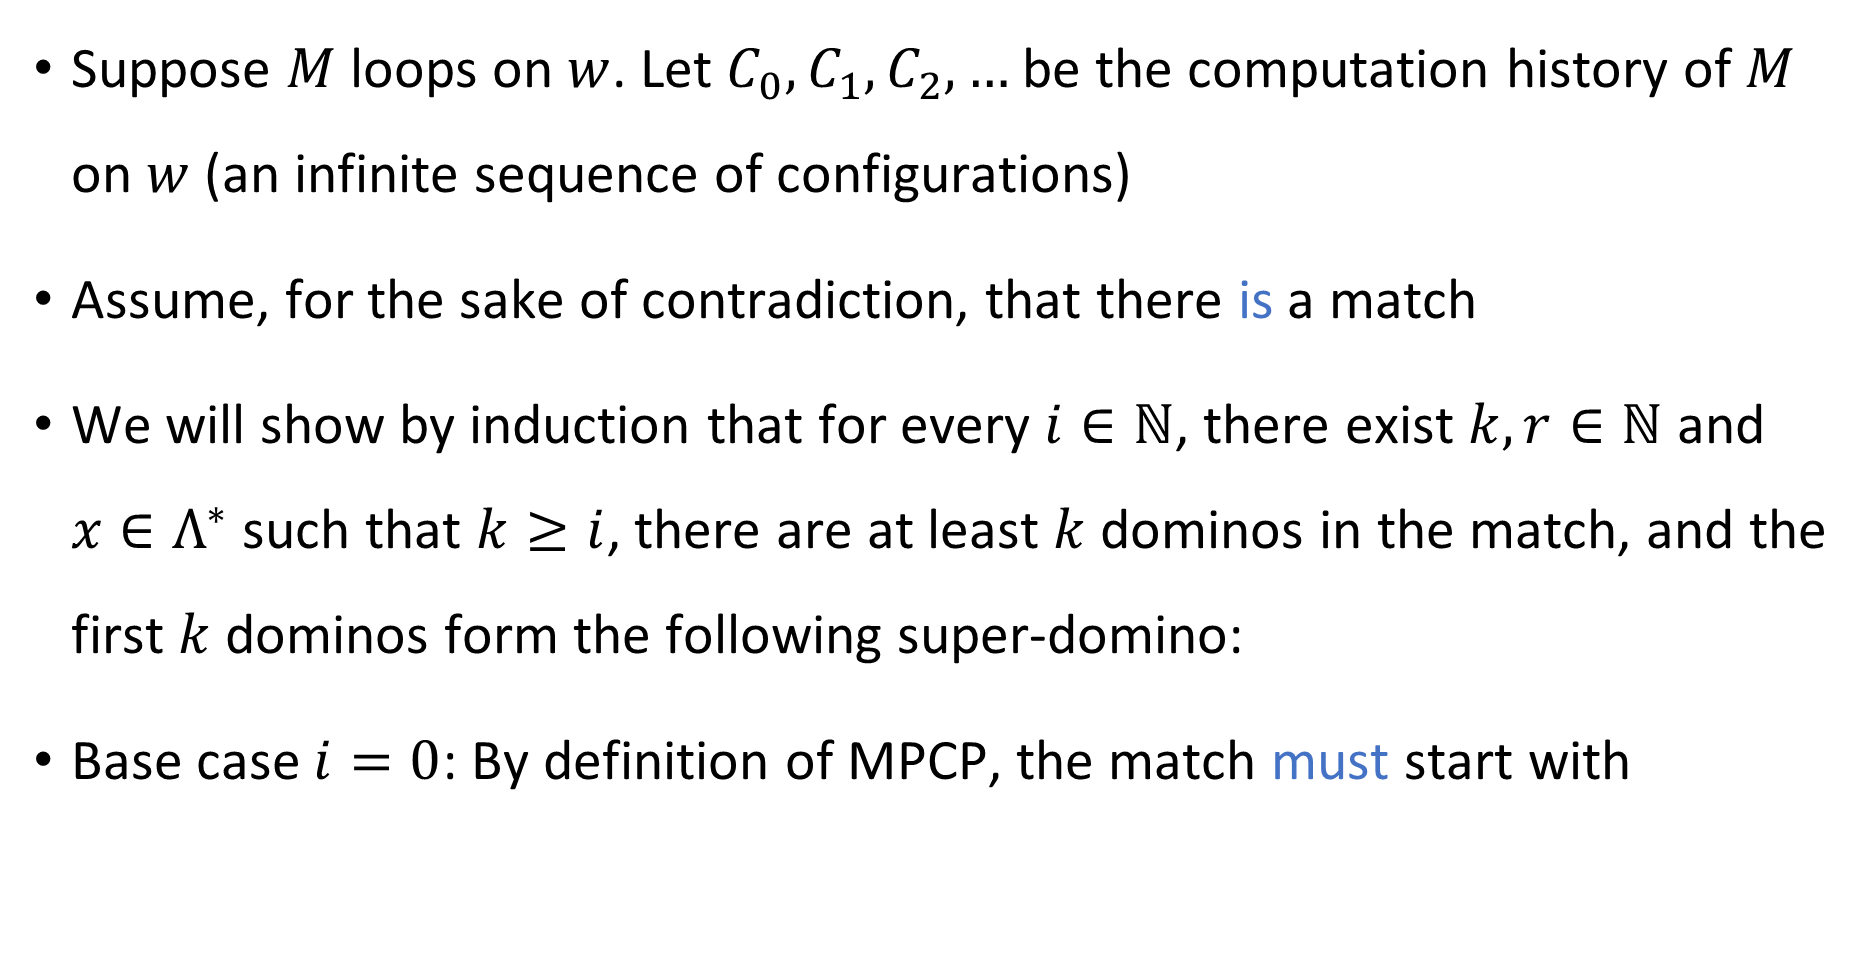 • Suppose 𝑀 loops on 𝑤. Let 𝐶₀, 𝐶₁, 𝐶₂, … be the computation history of 𝑀
on 𝑤 (an infinite sequence of configurations)
• Assume, for the sake of contradiction, that there is a match
• We will show by induction that for every 𝑖 ∈ ℕ, there exist 𝑘, 𝑟 ∈ ℕ and
𝑥 ∈ Λ* such that 𝑘 ≥ 𝑖, there are at least 𝑘 dominos in the match, and the
first 𝑘 dominos form the following super-domino:
• Base case 𝑖 = 0: By definition of MPCP, the match must start with